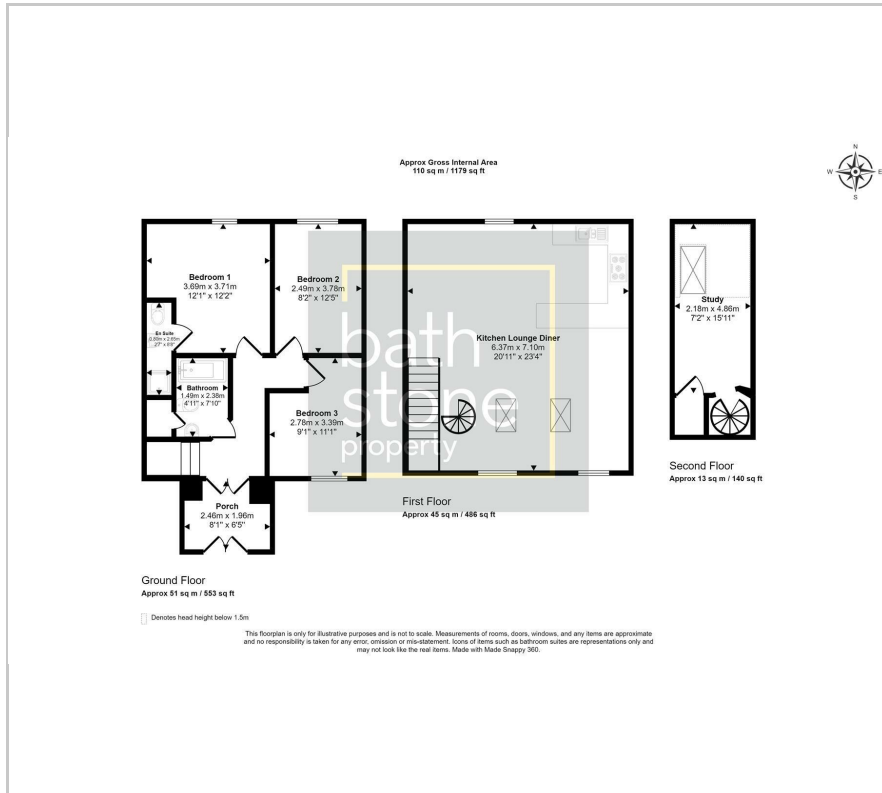 Approx Gross Internal Area
110 sq m / 1179 sq ft
N
W
E
S
Bedroom 1
3.69m x 3.71m
12'1" x 12'2"
Bedroom 2
2.49m x 3.78m
8'2" x 12'5"
En Suite
Bathroom
1.49m x 2.38m
4'11" x 7'10"
Bedroom 3
2.78m x 3.39m
9'1" x 11'1"
Porch
2.46m x 1.96m
8'1" x 6'5"
Ground Floor
Approx 51 sq m / 553 sq ft
Kitchen Lounge Diner
6.37m x 7.10m
20'11" x 23'4"
First Floor
Approx 45 sq m / 486 sq ft
Study
2.18m x 4.86m
7'2" x 15'11"
Second Floor
Approx 13 sq m / 140 sq ft
bath
stone
property
Denotes head height below 1.5m
This floorplan is only for illustrative purposes and is not to scale. Measurements of rooms, doors, windows, and any items are approximate
and no responsibility is taken for any error, omission or mis-statement. Icons of items such as bathroom suites are representations only and
may not look like the real items. Made with Made Snappy 360.